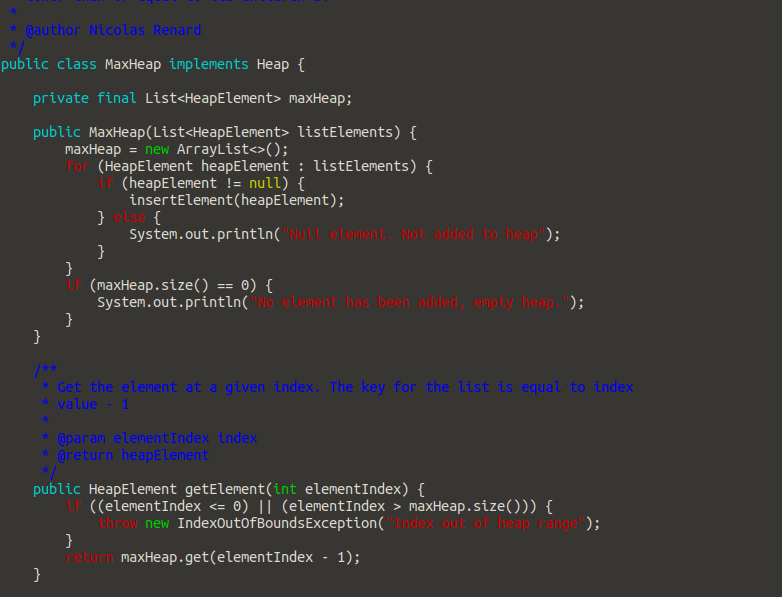 *
 * @author Nicolas Renard
 */
public class MaxHeap implements Heap {

    private final List<HeapElement> maxHeap;

    public MaxHeap(List<HeapElement> listElements) {
        maxHeap = new ArrayList<>();
        for (HeapElement heapElement : listElements) {
            if (heapElement != null) {
                insertElement(heapElement);
            } else {
                System.out.println("Null element. Not added to heap");
            }
        }
        if (maxHeap.size() == 0) {
            System.out.println("No element has been added, empty heap.");
        }
    }

    /**
     * Get the element at a given index. The key for the list is equal to index
     * value - 1
     *
     * @param elementIndex index
     * @return heapElement
     */
    public HeapElement getElement(int elementIndex) {
        if ((elementIndex <= 0) || (elementIndex > maxHeap.size())) {
            throw new IndexOutOfBoundsException("Index out of heap range");
        }
        return maxHeap.get(elementIndex - 1);
    }